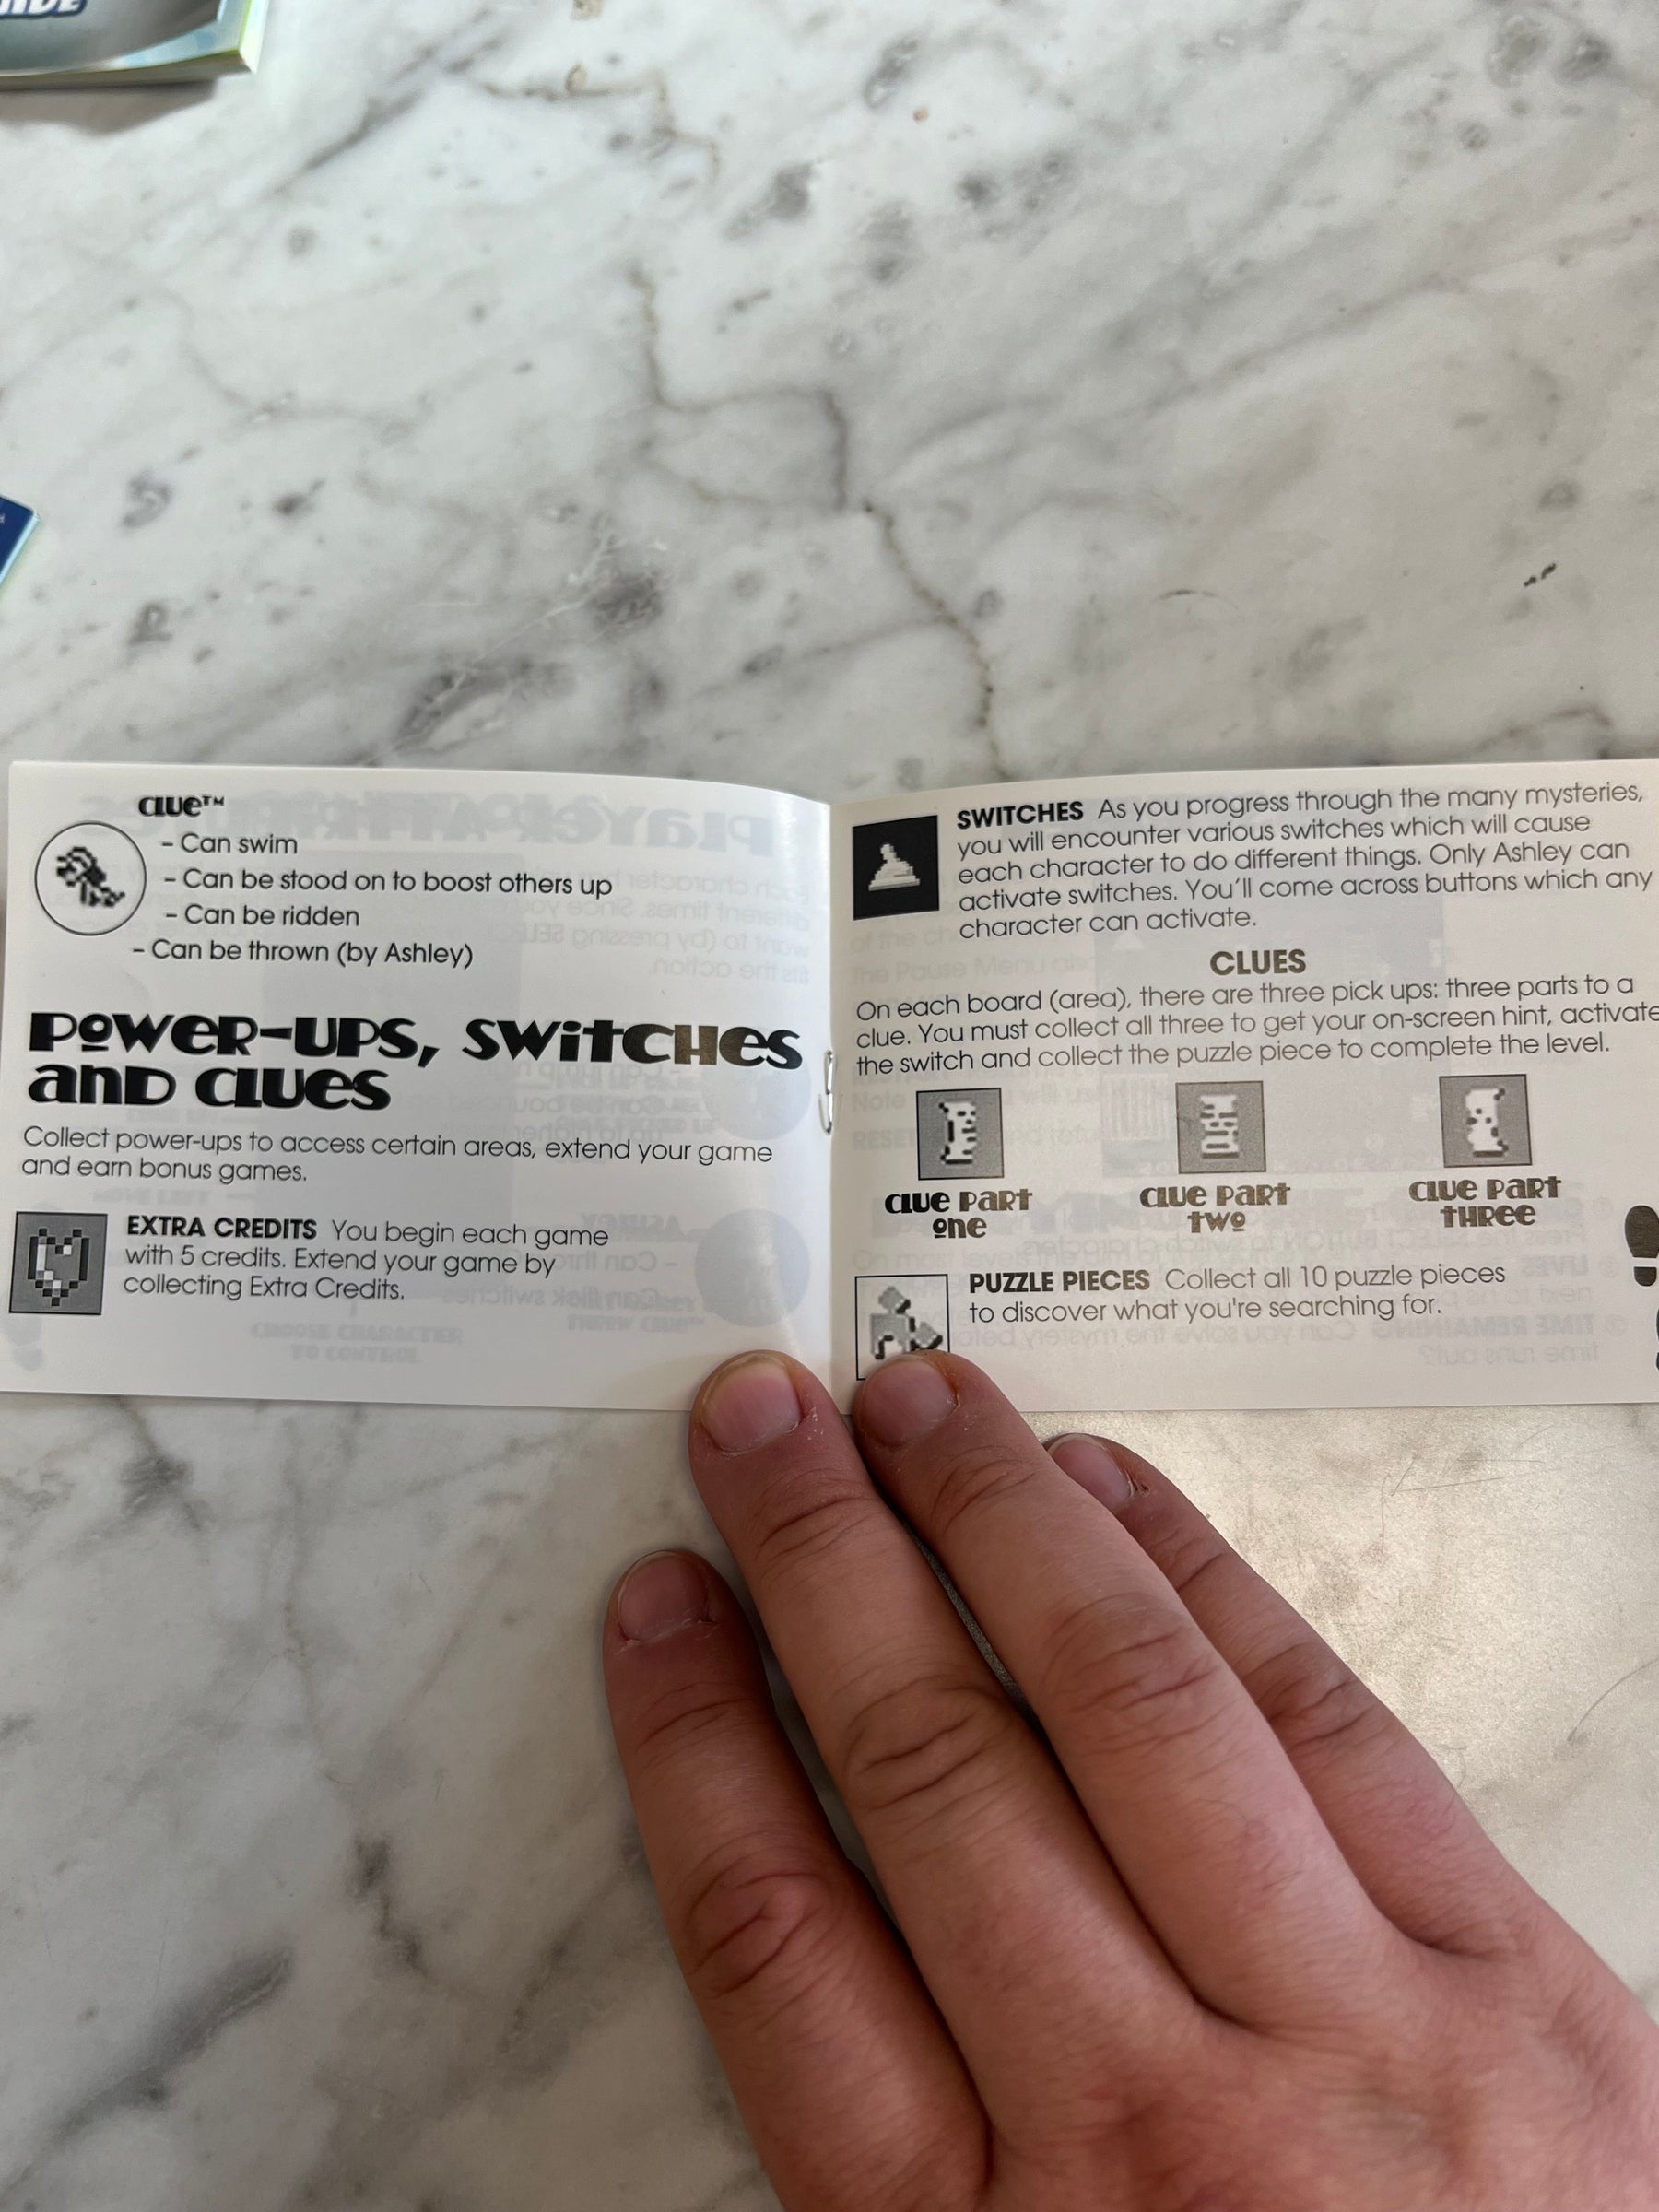 CLUE™
- Can swim
- Can be stood on to boost others up
- Can be ridden
- Can be thrown (by Ashley)
POWER-UPS, SWITCHES
AND CLUES
Collect power-ups to access certain areas, extend your game
and earn bonus games.
EXTRA CREDITS You begin each game
with 5 credits. Extend your game by
collecting Extra Credits.
SWITCHES As you progress through the many mysteries,
you will encounter various switches which will cause
each character to do different things. Only Ashley can
activate switches. You´ll come across buttons which any
character can activate.
CLUES
On each board (area), there are three pick ups: three parts to a
clue. You must collect all three to get your on-screen hint, activate
the switch and collect the puzzle piece to complete the level.
CLUE PART
ONE
CLUE PART
TWO
CLUE PART
THREE
PUZZLE PIECES Collect all 10 puzzle pieces
to discover what you're searching for.